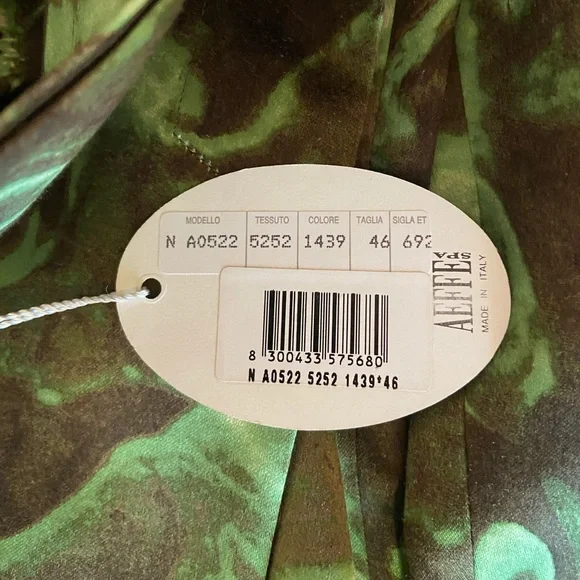 MODELLO TESSUTO COLORE TAGLIA SIGLA ET
N A0522 5252 1439 46 692
AEFFE SPA
MADE IN ITALY
8 300433 575680
N A0522 5252 1439*46